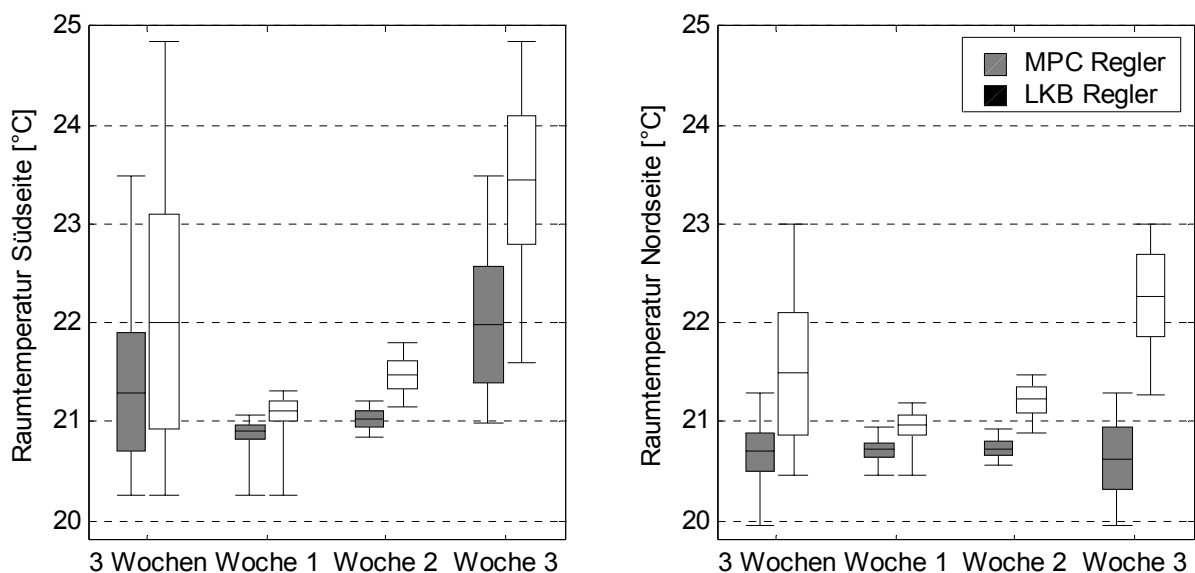 Raumtemperatur Südseite [°C]
25
24
23
22
21
20
3 Wochen Woche 1 Woche 2 Woche 3
Raumtemperatur Nordseite [°C]
25
24
23
22
21
20
3 Wochen Woche 1 Woche 2 Woche 3
MPC Regler
LKB Regler